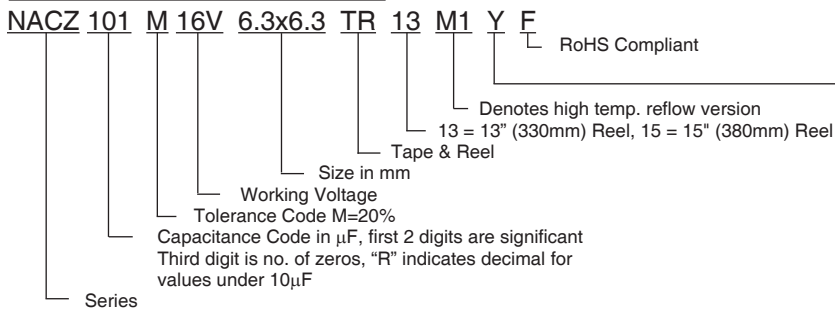 NACZ 101 M 16V 6.3x6.3 TR 13 M1 Y F
RoHS Compliant
Denotes high temp. reflow version
13 = 13” (330mm) Reel, 15 = 15" (380mm) Reel
Tape & Reel
Size in mm
Working Voltage
Tolerance Code M=20%
Capacitance Code in μF, first 2 digits are significant
Third digit is no. of zeros, “R” indicates decimal for
values under 10μF
Series